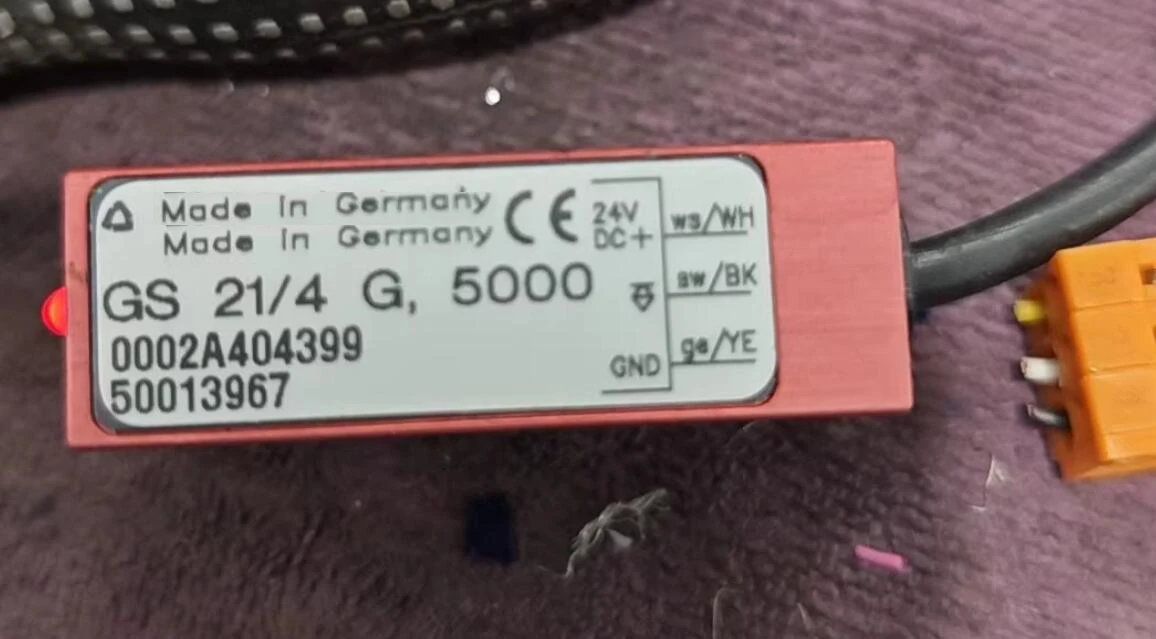 Made In Germany
Made In Germany
CE
GS 21/4 G, 5000
0002A404399
50013967
24V
DC+
ws/WH
sw/BK
ge/YE
GND